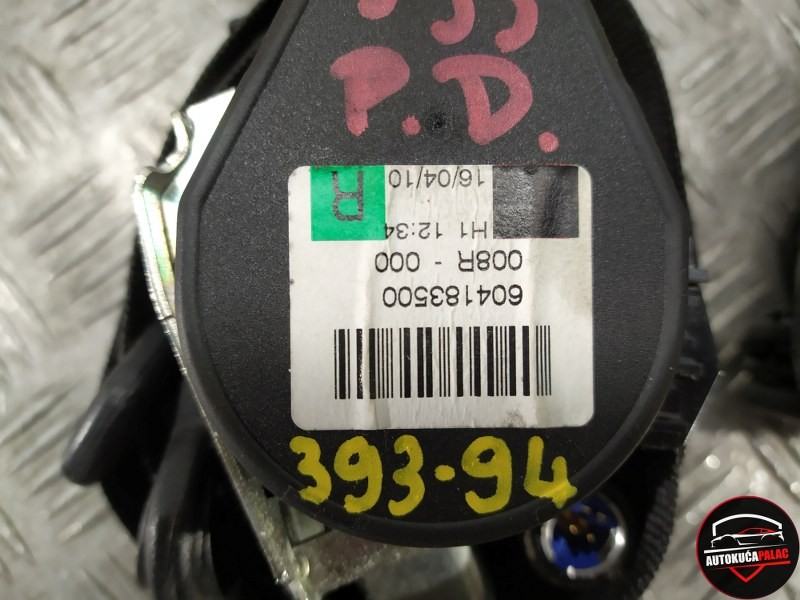 P.D.
604183500
008R - 000
H1 12:34
16/04/10
R
393-94
AUTOKUĆAPALAC